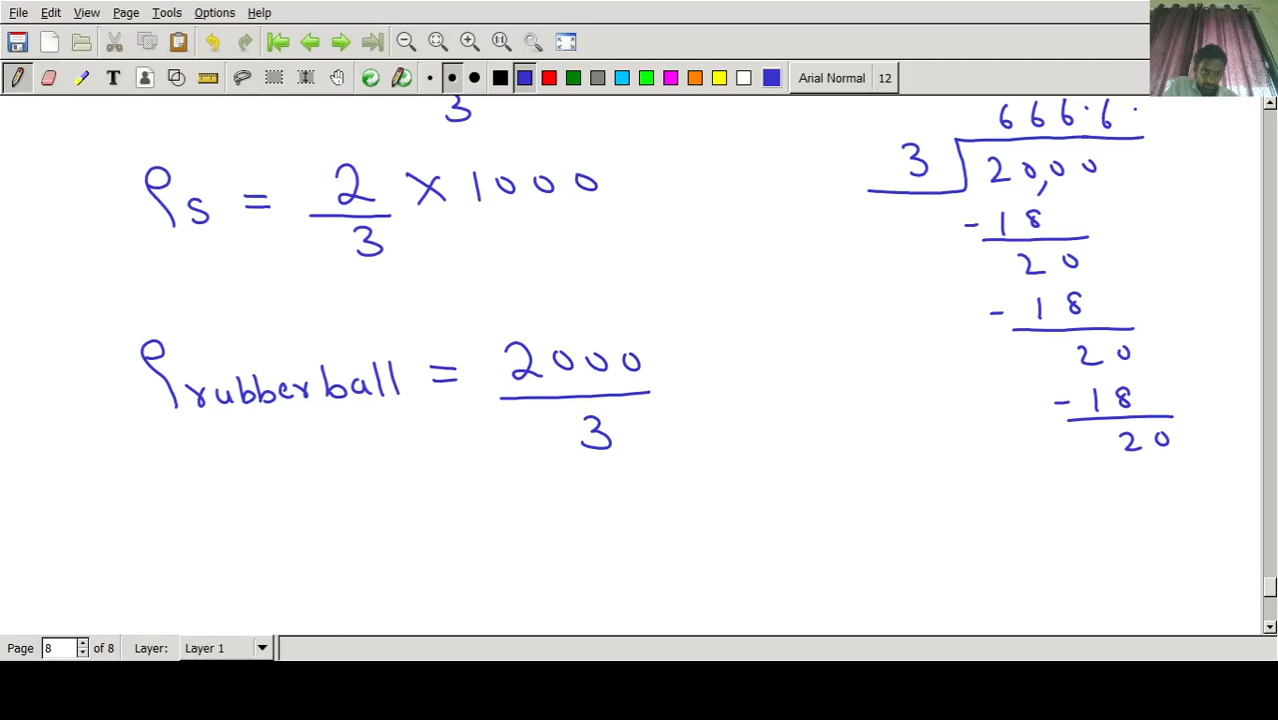 File Edit View Page Tools Options Help
Arial Normal 12
3
ρs = 2/3 × 1000
ρrubberball = 2000/3
666.6.
3 20,00
- 18
20
- 18
20
- 18
20
Page 8 of 8 Layer: Layer 1